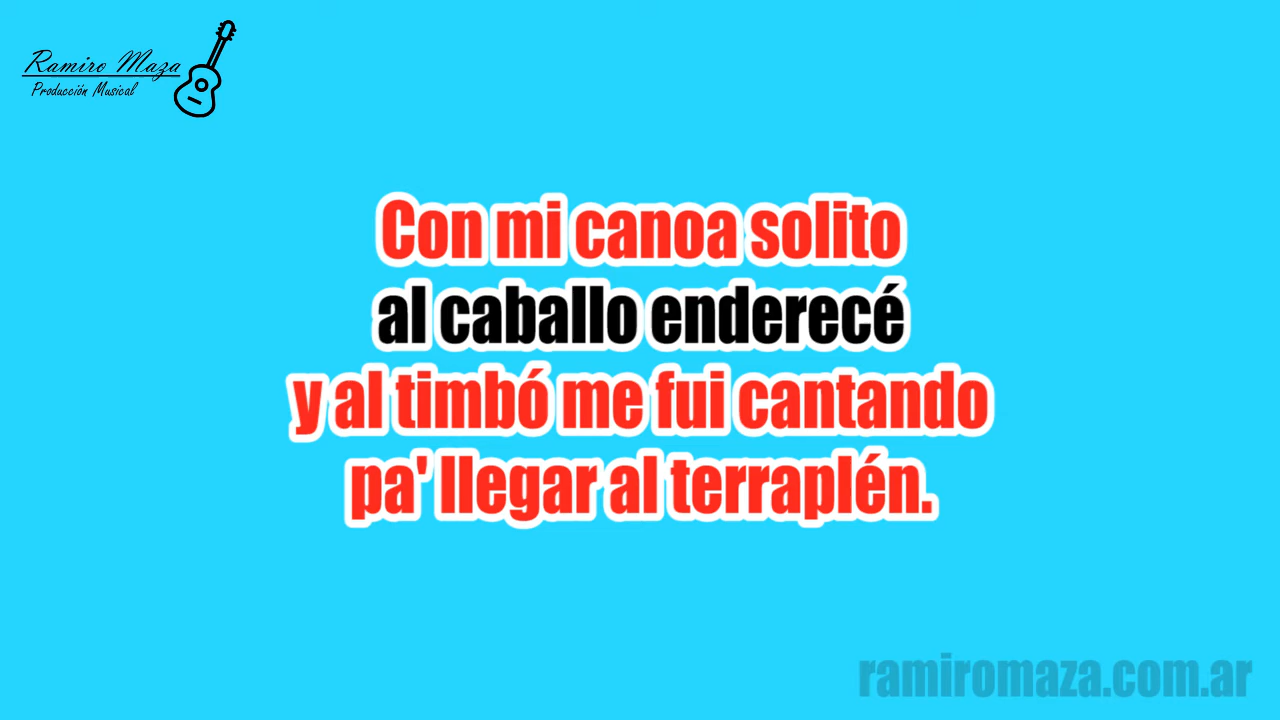 Ramiro Maza
Producción Musical
Con mi canoa solito
al caballo enderecé
y al timbó me fui cantando
pa' llegar al terraplén.
ramiromaza.com.ar